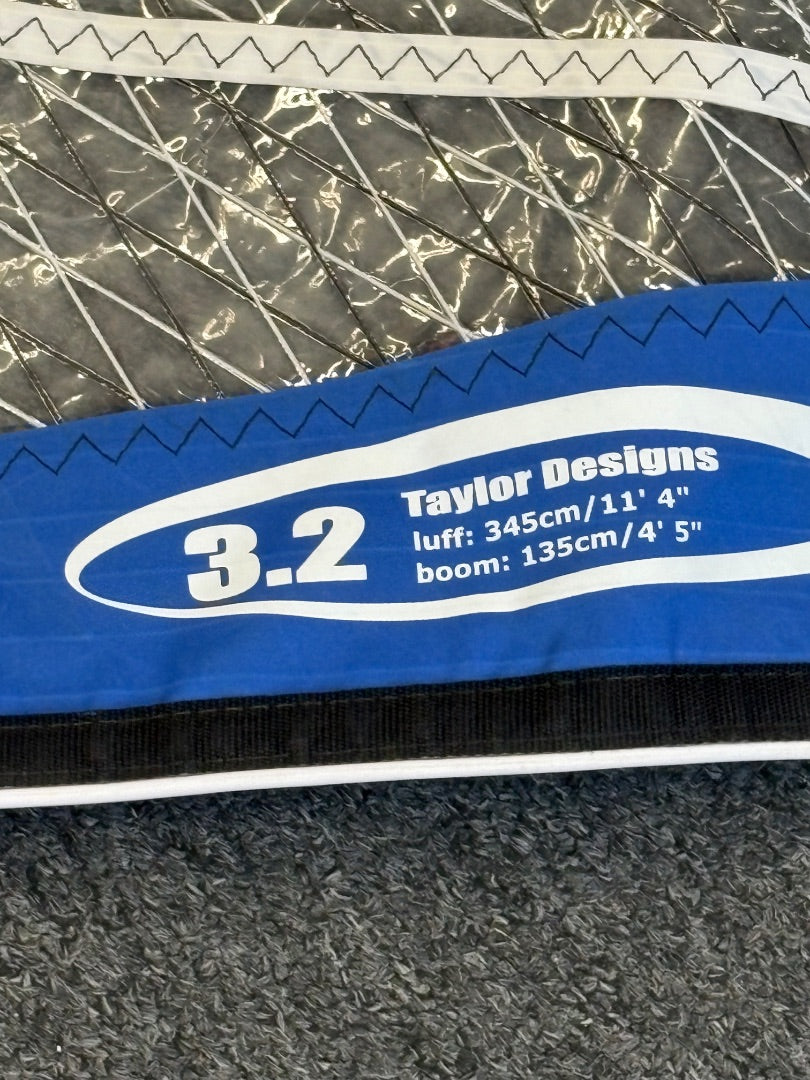 3.2
Taylor Designs
luff: 345cm/11' 4"
boom: 135cm/4' 5"